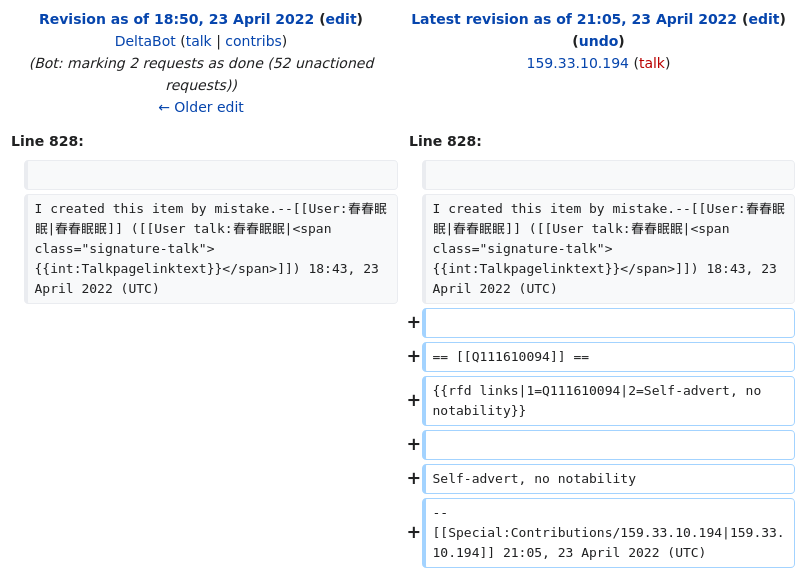 Revision as of 18:50, 23 April 2022 (edit)
DeltaBot (talk | contribs)
(Bot: marking 2 requests as done (52 unactioned
requests))
← Older edit
Latest revision as of 21:05, 23 April 2022 (edit)
(undo)
159.33.10.194 (talk)
Line 828:
Line 828:
I created this item by mistake.--[[User:春春眠
眠|春春眠眠]] ([[User talk:春春眠眠|<span
class="signature-talk">
{{int:Talkpagelinktext}}</span>]]) 18:43, 23
April 2022 (UTC)
I created this item by mistake.--[[User:春春眠
眠|春春眠眠]] ([[User talk:春春眠眠|<span
class="signature-talk">
{{int:Talkpagelinktext}}</span>]]) 18:43, 23
April 2022 (UTC)
+
+ == [[Q111610094]] ==
+ {{rfd links|1=Q111610094|2=Self-advert, no
notability}}
+
+ Self-advert, no notability
+ --
[[Special:Contributions/159.33.10.194|159.33.
10.194]] 21:05, 23 April 2022 (UTC)